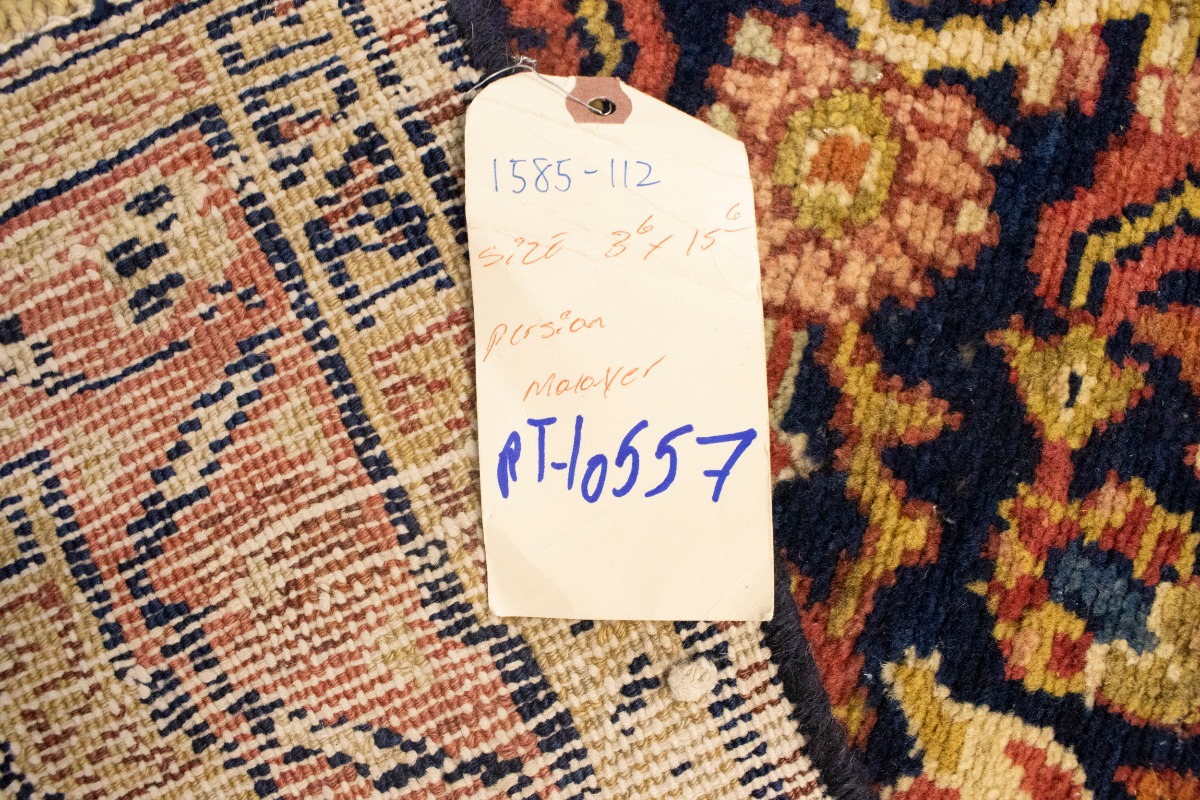 1585-112
Size 3⁶ x 15⁶
Persian
Malayer
RT-10557